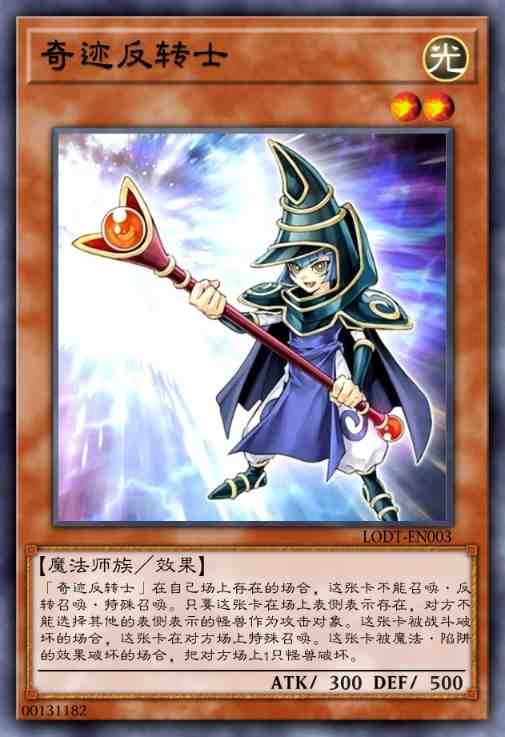 奇迹反转士
光
LODT-EN003
【魔法师族／效果】
「奇迹反转士」在自己场上存在的场合，这张卡不能召唤·反
转召唤·特殊召唤。只要这张卡在场上表侧表示存在，对方不
能选择其他的表侧表示的怪兽作为攻击对象。这张卡被战斗破
坏的场合，这张卡在对方场上特殊召唤。这张卡被魔法·陷阱
的效果破坏的场合，把对方场上1只怪兽破坏。
ATK/ 300 DEF/ 500
00131182